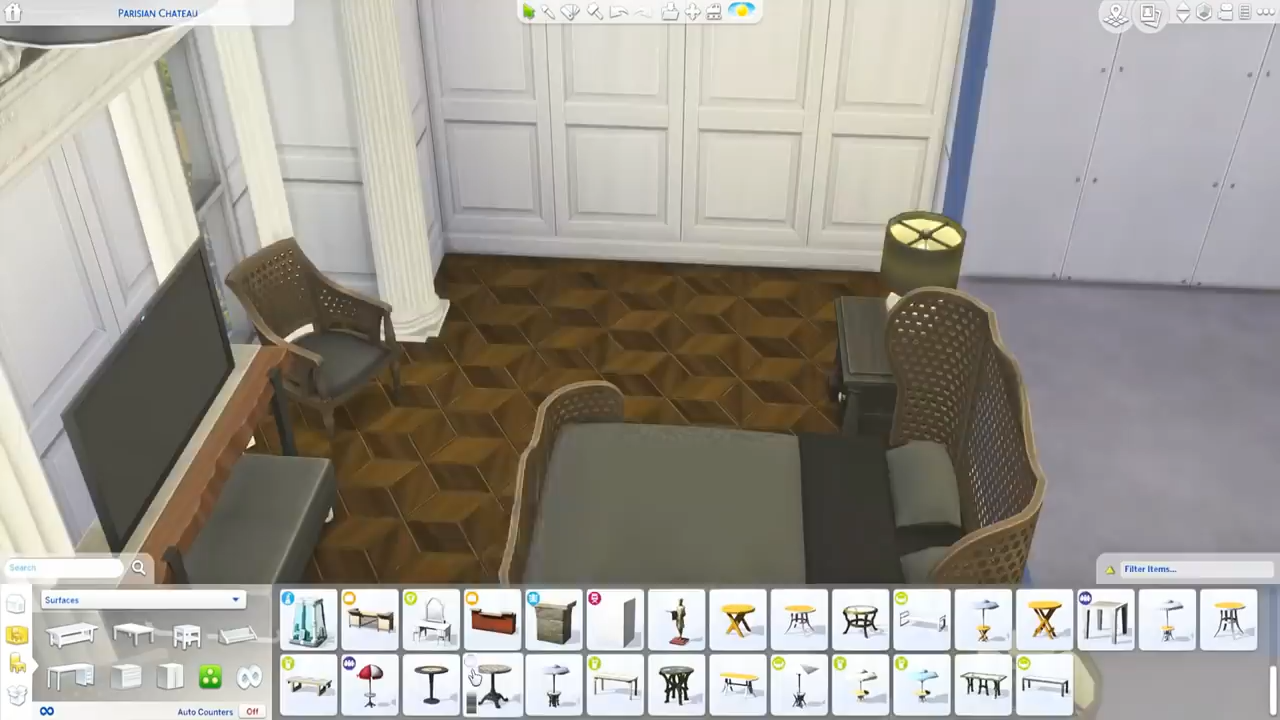 PARISIAN CHATEAU
Search
Filter Items...
Surfaces
Auto Counters
Off